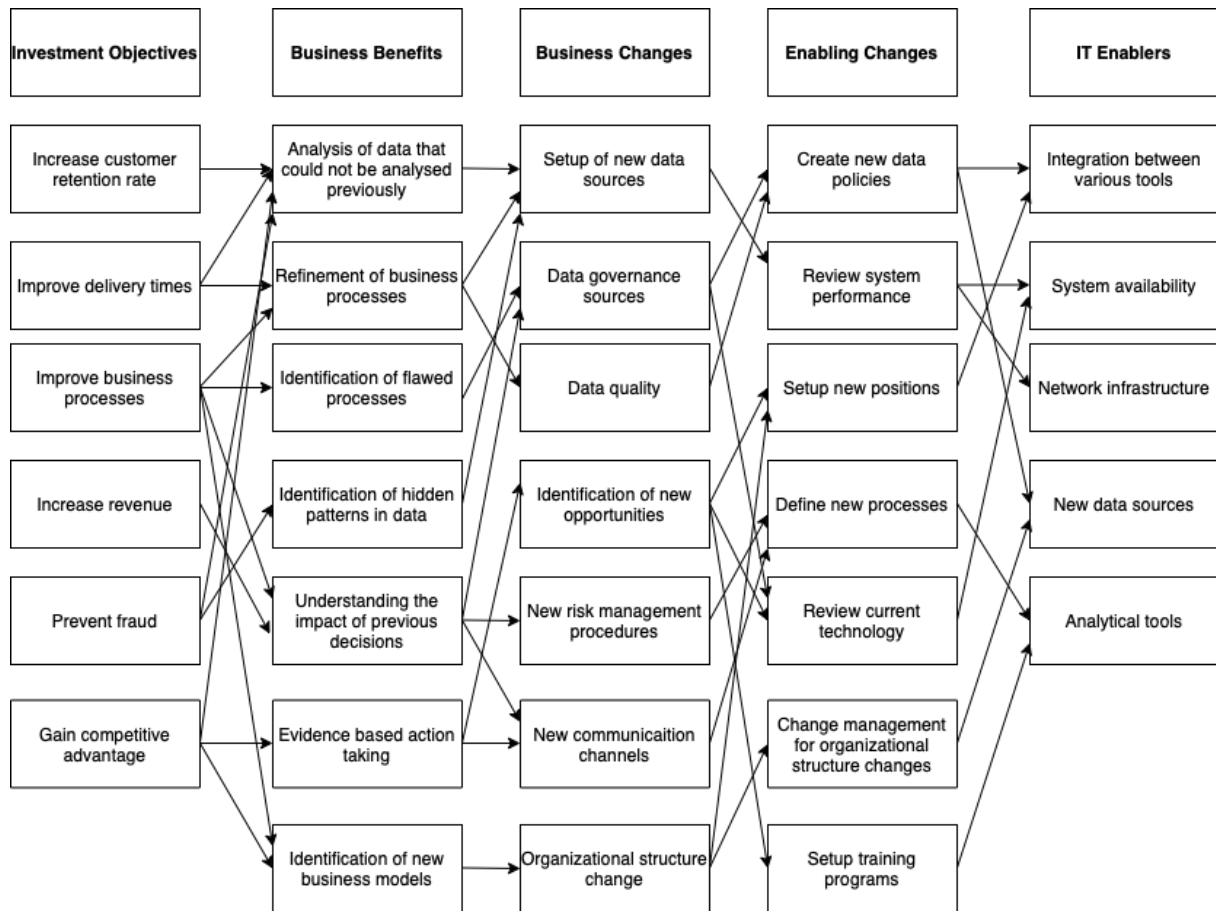 Investment Objectives
Business Benefits
Business Changes
Enabling Changes
IT Enablers
Increase customer
retention rate
Analysis of data that
could not be analysed
previously
Setup of new data
sources
Create new data
policies
Integration between
various tools
Improve delivery times
Refinement of business
processes
Data governance
sources
Review system
performance
System availability
Improve business
processes
Identification of flawed
processes
Data quality
Setup new positions
Network infrastructure
Increase revenue
Identification of hidden
patterns in data
Identification of new
opportunities
Define new processes
New data sources
Prevent fraud
Understanding the
impact of previous
decisions
New risk management
procedures
Review current
technology
Analytical tools
Gain competitive
advantage
Evidence based action
taking
New communicaition
channels
Change management
for organizational
structure changes
Identification of new
business models
Organizational structure
change
Setup training
programs